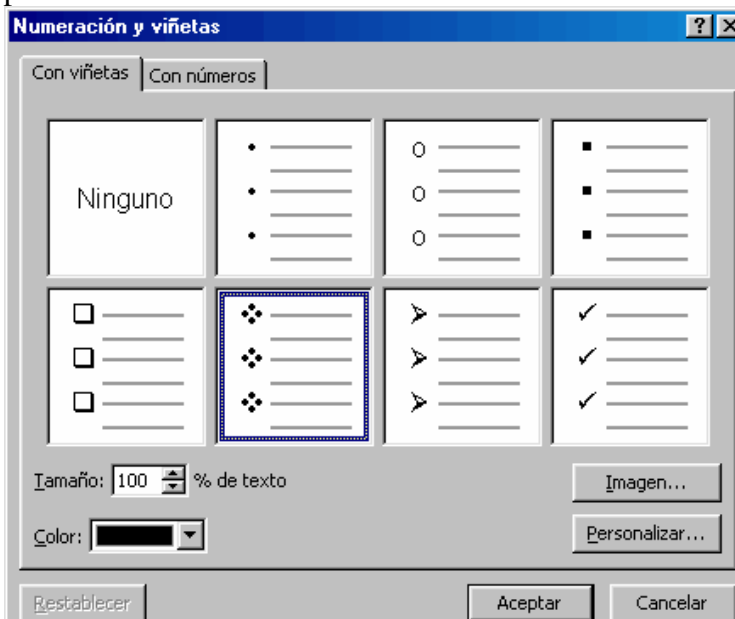 Numeración y viñetas
Con viñetas Con números
Ninguno
Tamaño: 100 % de texto
Imagen...
Color:
Personalizar...
Restablecer Aceptar Cancelar